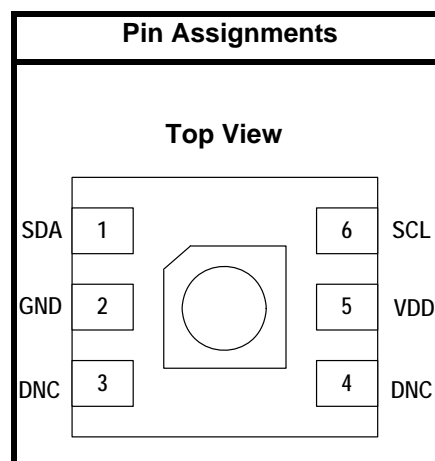 Pin Assignments
Top View
SDA 1 6 SCL
GND 2 5 VDD
DNC 3 4 DNC